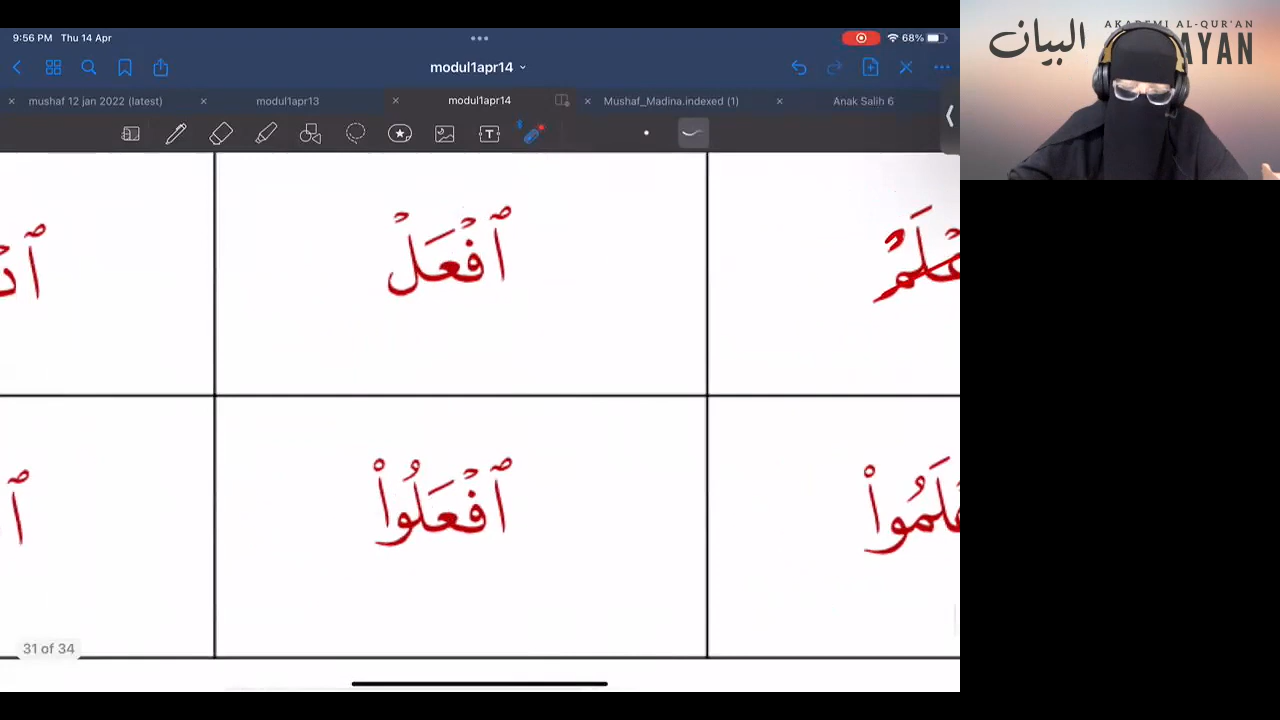 9:56 PM Thu 14 Apr
68%
modul1apr14
mushaf 12 jan 2022 (latest)
modul1apr13
modul1apr14
Mushaf_Madina.indexed (1)
Anak Salih 6
ٱفْعَلْ
ٱفْعَلُوا۟
31 of 34
البيان
AL-QUR'AN